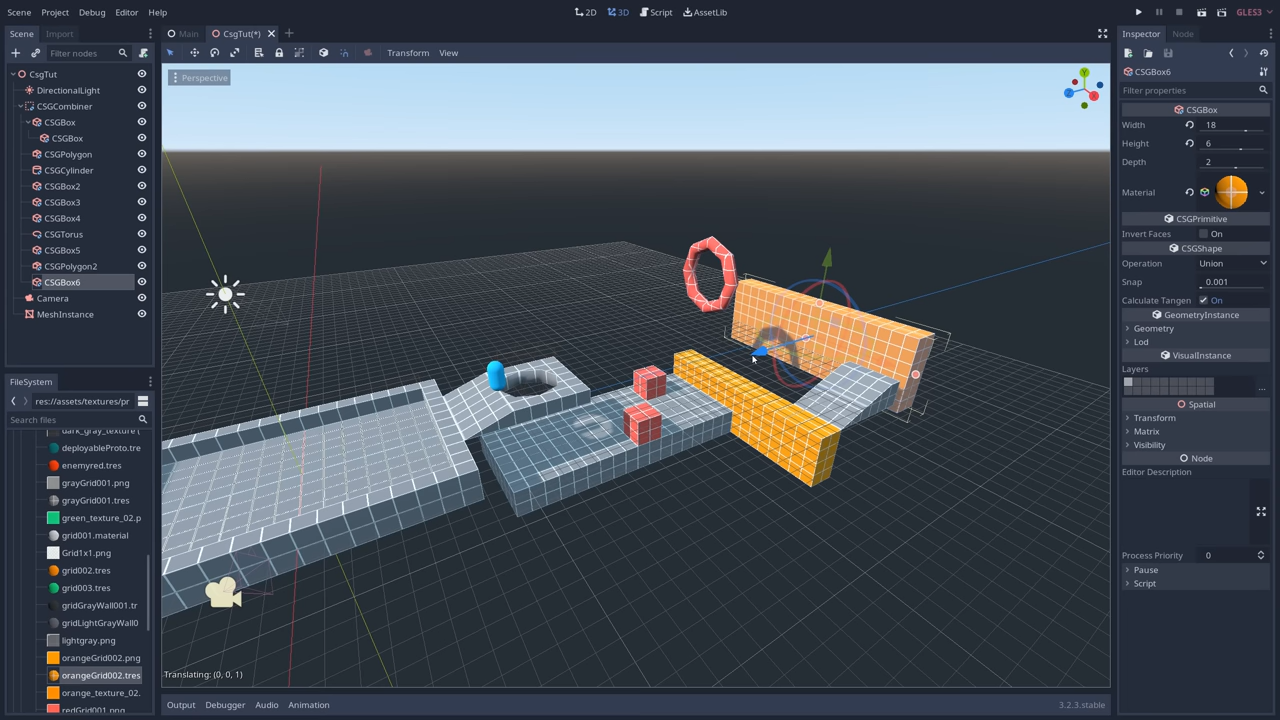 Scene Project Debug Editor Help
2D 3D Script AssetLib
GLES3
Scene Import
Main CsgTut(*)
Inspector Node
Filter nodes
Transform View
CsgTut
DirectionalLight
CSGCombiner
CSGBox
CSGBox
CSGPolygon
CSGCylinder
CSGBox2
CSGBox3
CSGBox4
CSGTorus
CSGBox5
CSGPolygon2
CSGBox6
Camera
MeshInstance
FileSystem
res://assets/textures/pr
Search files
dark_gray_texture (
deployableProto.tre
enemyred.tres
grayGrid001.png
grayGrid001.tres
green_texture_02.p
grid001.material
Grid1x1.png
grid002.tres
grid003.tres
gridGrayWall001.tr
gridLightGrayWall0
lightgray.png
orangeGrid002.png
orangeGrid002.tres
orange_texture_02.
redGrid001.png
Perspective
Y
Z
X
Translating: (0, 0, 1)
Output Debugger Audio Animation
3.2.3.stable
CSGBox6
Filter properties
CSGBox
Width 18
Height 6
Depth 2
Material
CSGPrimitive
Invert Faces On
CSGShape
Operation Union
Snap 0.001
Calculate Tangen On
GeometryInstance
Geometry
Lod
VisualInstance
Layers
Spatial
Transform
Matrix
Visibility
Node
Editor Description
Process Priority 0
Pause
Script